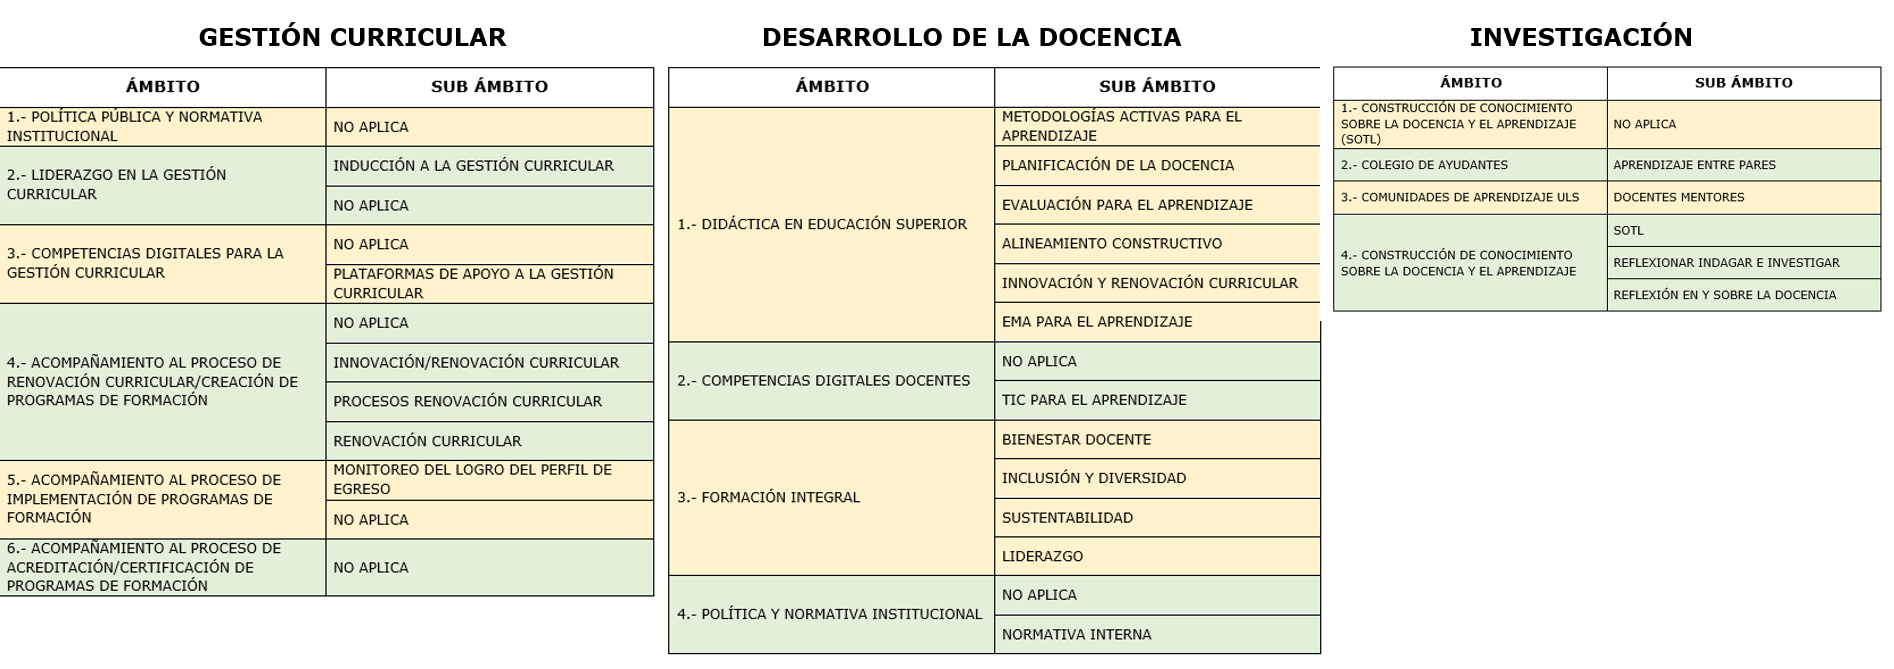 GESTIÓN CURRICULAR
ÁMBITO
SUB ÁMBITO
1.- POLÍTICA PÚBLICA Y NORMATIVA
INSTITUCIONAL
NO APLICA
2.- LIDERAZGO EN LA GESTIÓN
CURRICULAR
INDUCCIÓN A LA GESTIÓN CURRICULAR
NO APLICA
3.- COMPETENCIAS DIGITALES PARA LA
GESTIÓN CURRICULAR
NO APLICA
PLATAFORMAS DE APOYO A LA GESTIÓN
CURRICULAR
4.- ACOMPAÑAMIENTO AL PROCESO DE
RENOVACIÓN CURRICULAR/CREACIÓN DE
PROGRAMAS DE FORMACIÓN
NO APLICA
INNOVACIÓN/RENOVACIÓN CURRICULAR
PROCESOS RENOVACIÓN CURRICULAR
RENOVACIÓN CURRICULAR
5.- ACOMPAÑAMIENTO AL PROCESO DE
IMPLEMENTACIÓN DE PROGRAMAS DE
FORMACIÓN
MONITOREO DEL LOGRO DEL PERFIL DE
EGRESO
NO APLICA
6.- ACOMPAÑAMIENTO AL PROCESO DE
ACREDITACIÓN/CERTIFICACIÓN DE
PROGRAMAS DE FORMACIÓN
NO APLICA
DESARROLLO DE LA DOCENCIA
ÁMBITO
SUB ÁMBITO
1.- DIDÁCTICA EN EDUCACIÓN SUPERIOR
METODOLOGÍAS ACTIVAS PARA EL
APRENDIZAJE
PLANIFICACIÓN DE LA DOCENCIA
EVALUACIÓN PARA EL APRENDIZAJE
ALINEAMIENTO CONSTRUCTIVO
INNOVACIÓN Y RENOVACIÓN CURRICULAR
EMA PARA EL APRENDIZAJE
2.- COMPETENCIAS DIGITALES DOCENTES
NO APLICA
TIC PARA EL APRENDIZAJE
3.- FORMACIÓN INTEGRAL
BIENESTAR DOCENTE
INCLUSIÓN Y DIVERSIDAD
SUSTENTABILIDAD
LIDERAZGO
4.- POLÍTICA Y NORMATIVA INSTITUCIONAL
NO APLICA
NORMATIVA INTERNA
INVESTIGACIÓN
ÁMBITO
SUB ÁMBITO
1.- CONSTRUCCIÓN DE CONOCIMIENTO
SOBRE LA DOCENCIA Y EL APRENDIZAJE
(SOTL)
NO APLICA
2.- COLEGIO DE AYUDANTES
APRENDIZAJE ENTRE PARES
3.- COMUNIDADES DE APRENDIZAJE ULS
DOCENTES MENTORES
4.- CONSTRUCCIÓN DE CONOCIMIENTO
SOBRE LA DOCENCIA Y EL APRENDIZAJE
SOTL
REFLEXIONAR INDAGAR E INVESTIGAR
REFLEXIÓN EN Y SOBRE LA DOCENCIA